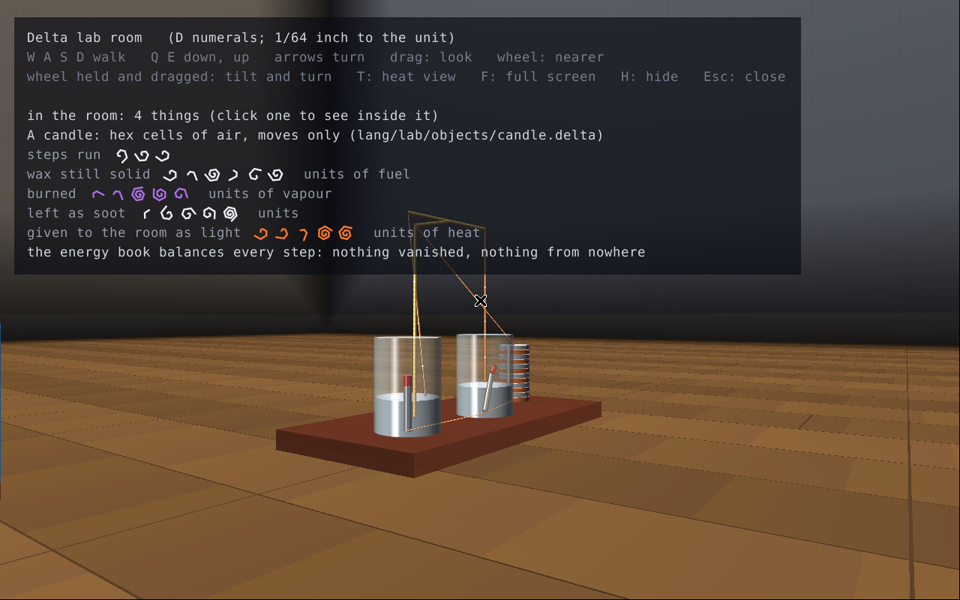 Delta lab room (D numerals; 1/64 inch to the unit)
W A S D walk Q E down, up arrows turn drag: look wheel: nearer
wheel held and dragged: tilt and turn T: heat view F: full screen H: hide Esc: close
in the room: 4 things (click one to see inside it)
A candle: hex cells of air, moves only (lang/lab/objects/candle.delta)
steps run
wax still solid units of fuel
burned units of vapour
left as soot units
given to the room as light units of heat
the energy book balances every step: nothing vanished, nothing from nowhere